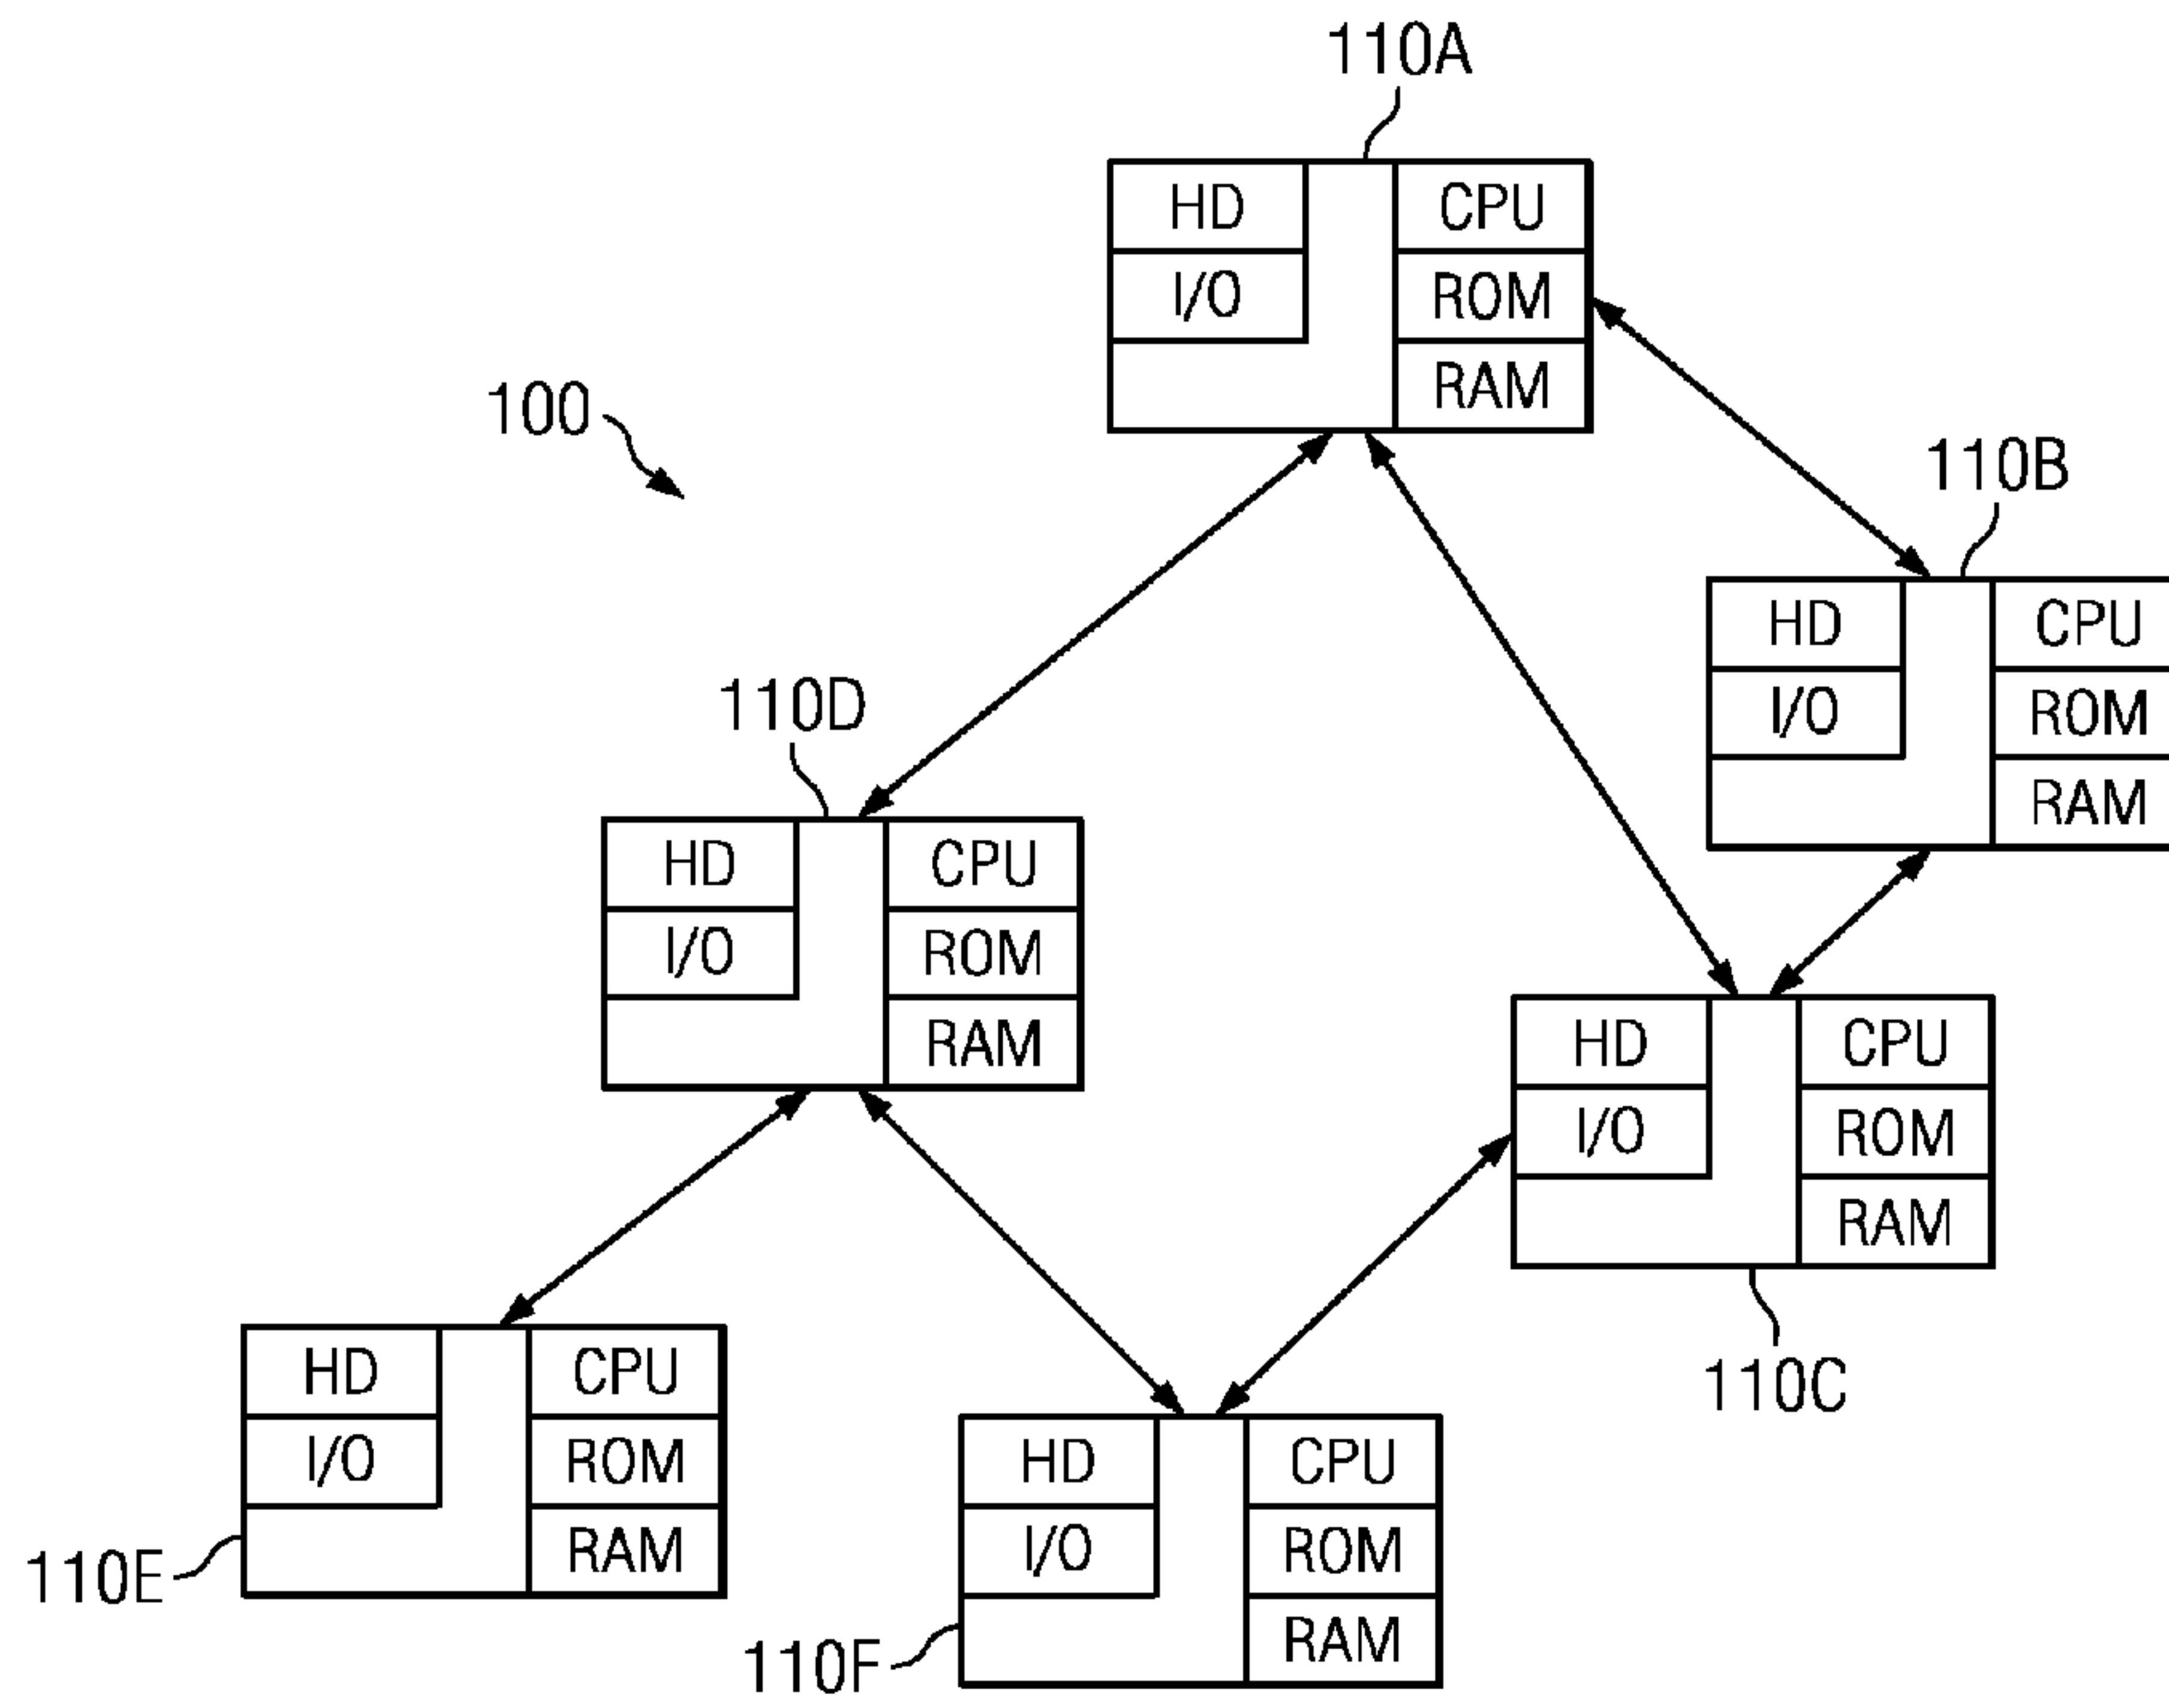 110A
HD
CPU
I/O
ROM
RAM
100
110B
HD
CPU
I/O
ROM
RAM
110D
HD
CPU
I/O
ROM
RAM
HD
CPU
I/O
ROM
RAM
110C
HD
CPU
I/O
ROM
RAM
110E
HD
CPU
I/O
ROM
RAM
110F